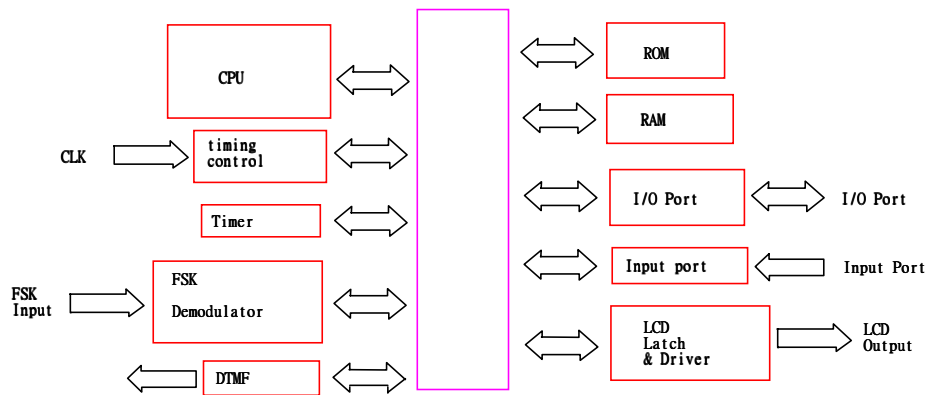 CPU
CLK
timing
control
Timer
FSK
Input
FSK
Demodulator
DTMF
ROM
RAM
I/O Port
I/O Port
Input port
Input Port
LCD
Latch
& Driver
LCD
Output